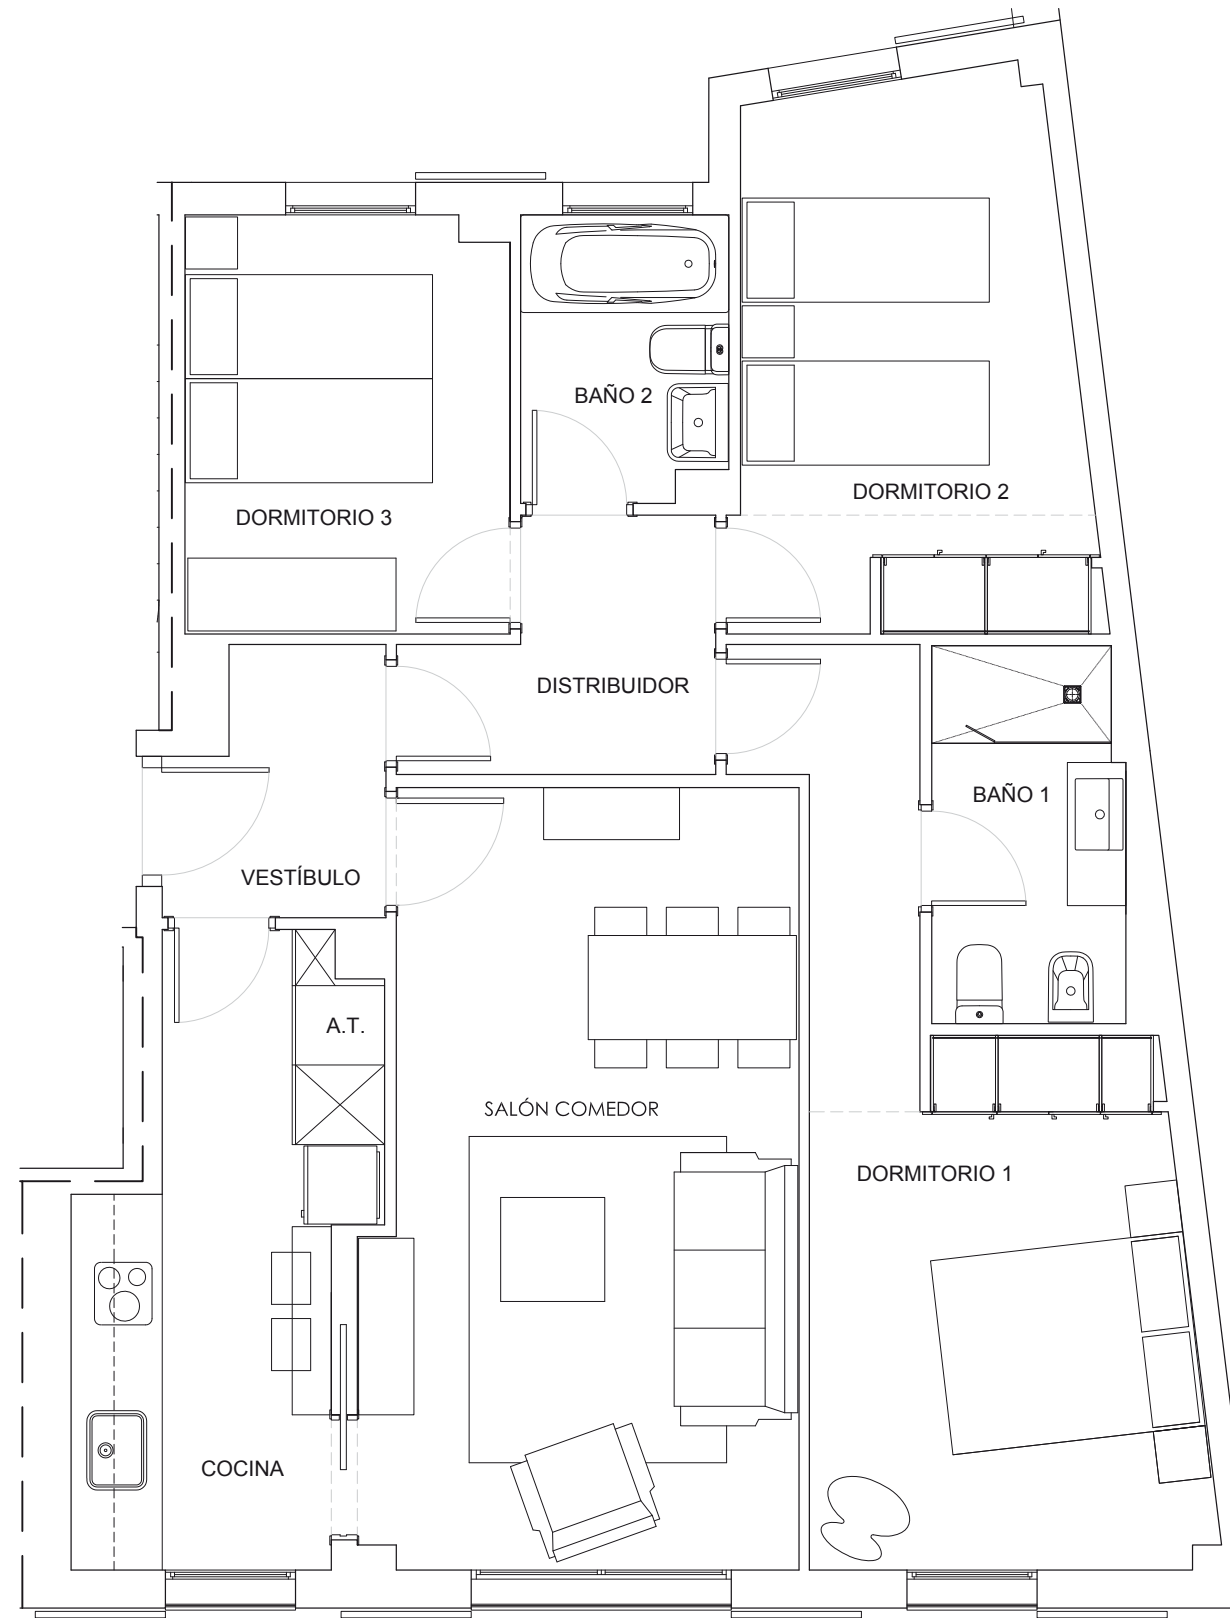 BAÑO 2
DORMITORIO 2
DORMITORIO 3
DISTRIBUIDOR
BAÑO 1
VESTÍBULO
A.T.
SALÓN COMEDOR
DORMITORIO 1
COCINA